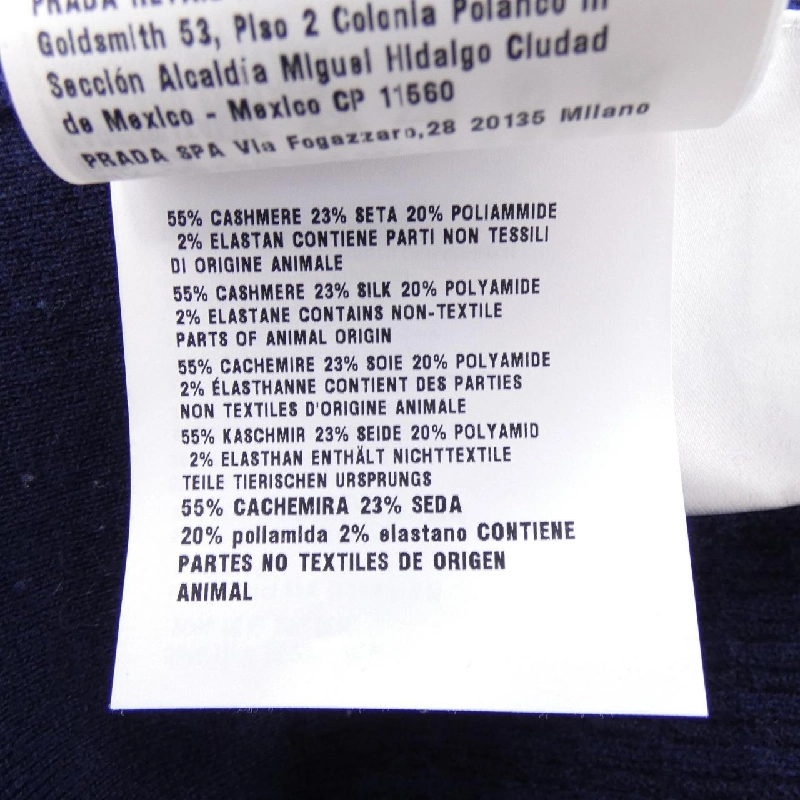 PRADA
Goldsmith 53, Piso 2 Colonia Polanco III
Sección Alcaldía Miguel Hidalgo Ciudad
de Mexico - Mexico CP 11560
PRADA SPA Via Fogazzaro,28 20135 Milano
55% CASHMERE 23% SETA 20% POLIAMMIDE
2% ELASTAN CONTIENE PARTI NON TESSILI
DI ORIGINE ANIMALE
55% CASHMERE 23% SILK 20% POLYAMIDE
2% ELASTANE CONTAINS NON-TEXTILE
PARTS OF ANIMAL ORIGIN
55% CACHEMIRE 23% SOIE 20% POLYAMIDE
2% ÉLASTHANNE CONTIENT DES PARTIES
NON TEXTILES D'ORIGINE ANIMALE
55% KASCHMIR 23% SEIDE 20% POLYAMID
2% ELASTHAN ENTHÄLT NICHTTEXTILE
TEILE TIERISCHEN URSPRUNGS
55% CACHEMIRA 23% SEDA
20% poliamida 2% elastano CONTIENE
PARTES NO TEXTILES DE ORIGEN
ANIMAL